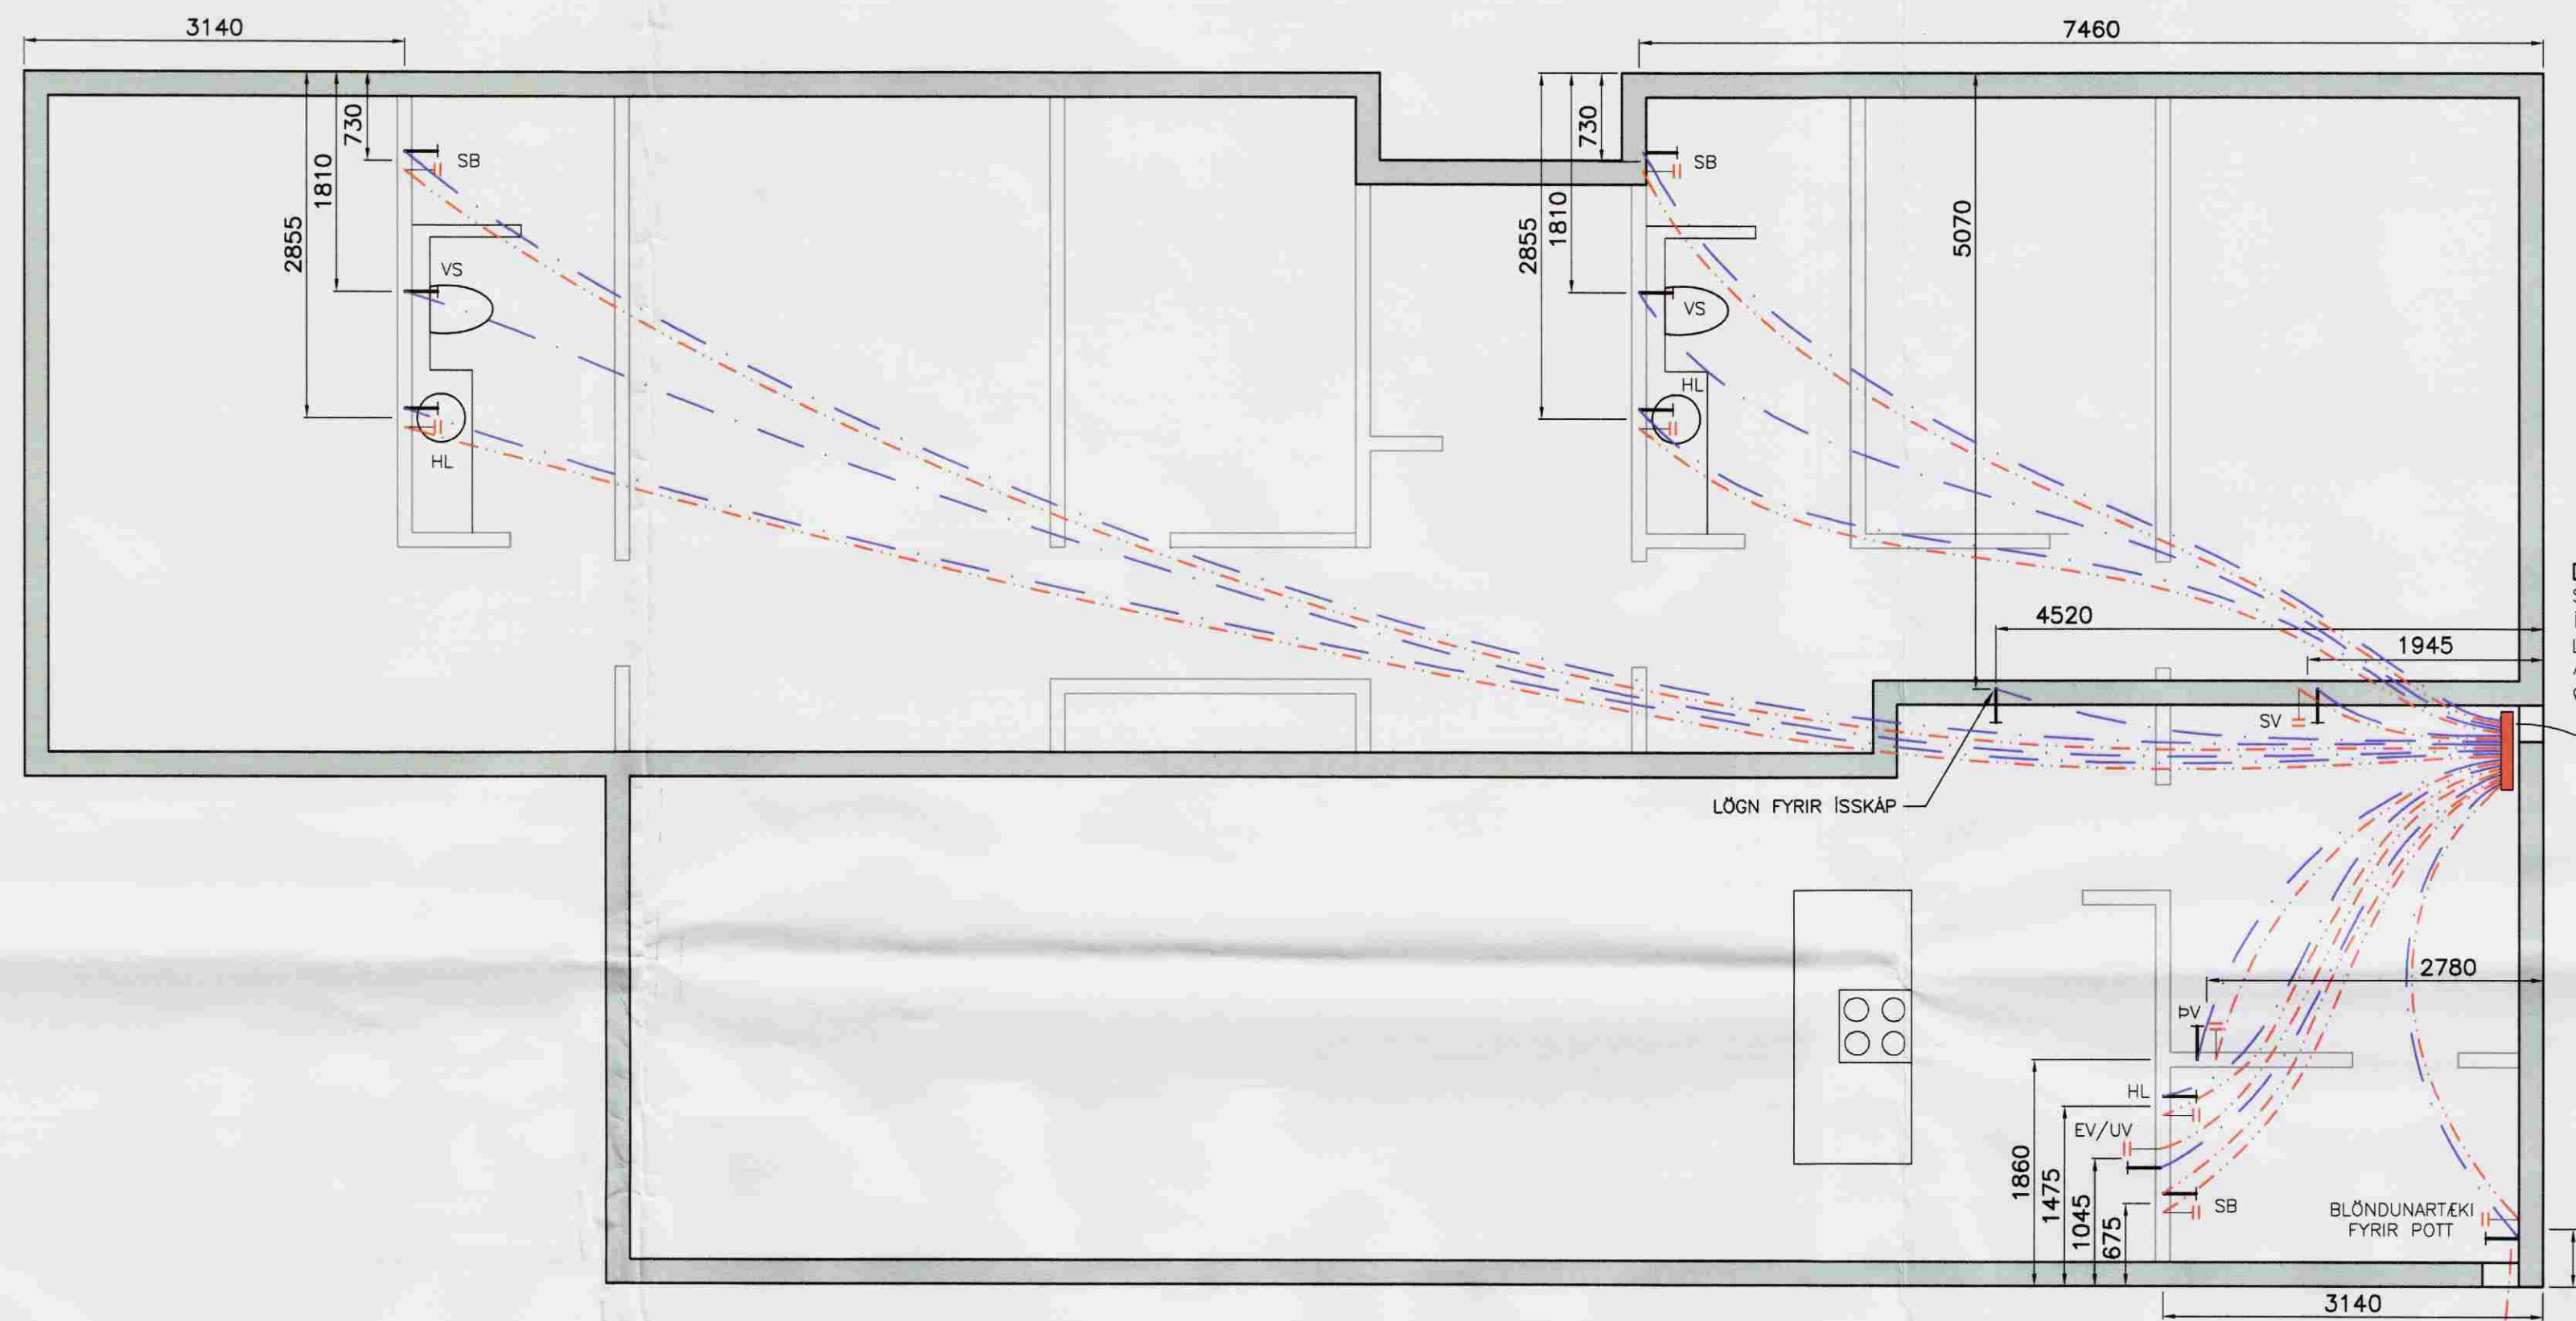 3140
7460
730
1810
2855
SB
VS
HL
730
1810
2855
SB
VS
HL
5070
4520
1945
SV
LÖGN FYRIR ÍSSKÁP
2780
ÞV
HL
EV/UV
SB
1860
1475
1045
675
BLÖNDUNARTÆKI
FYRIR POTT
3140